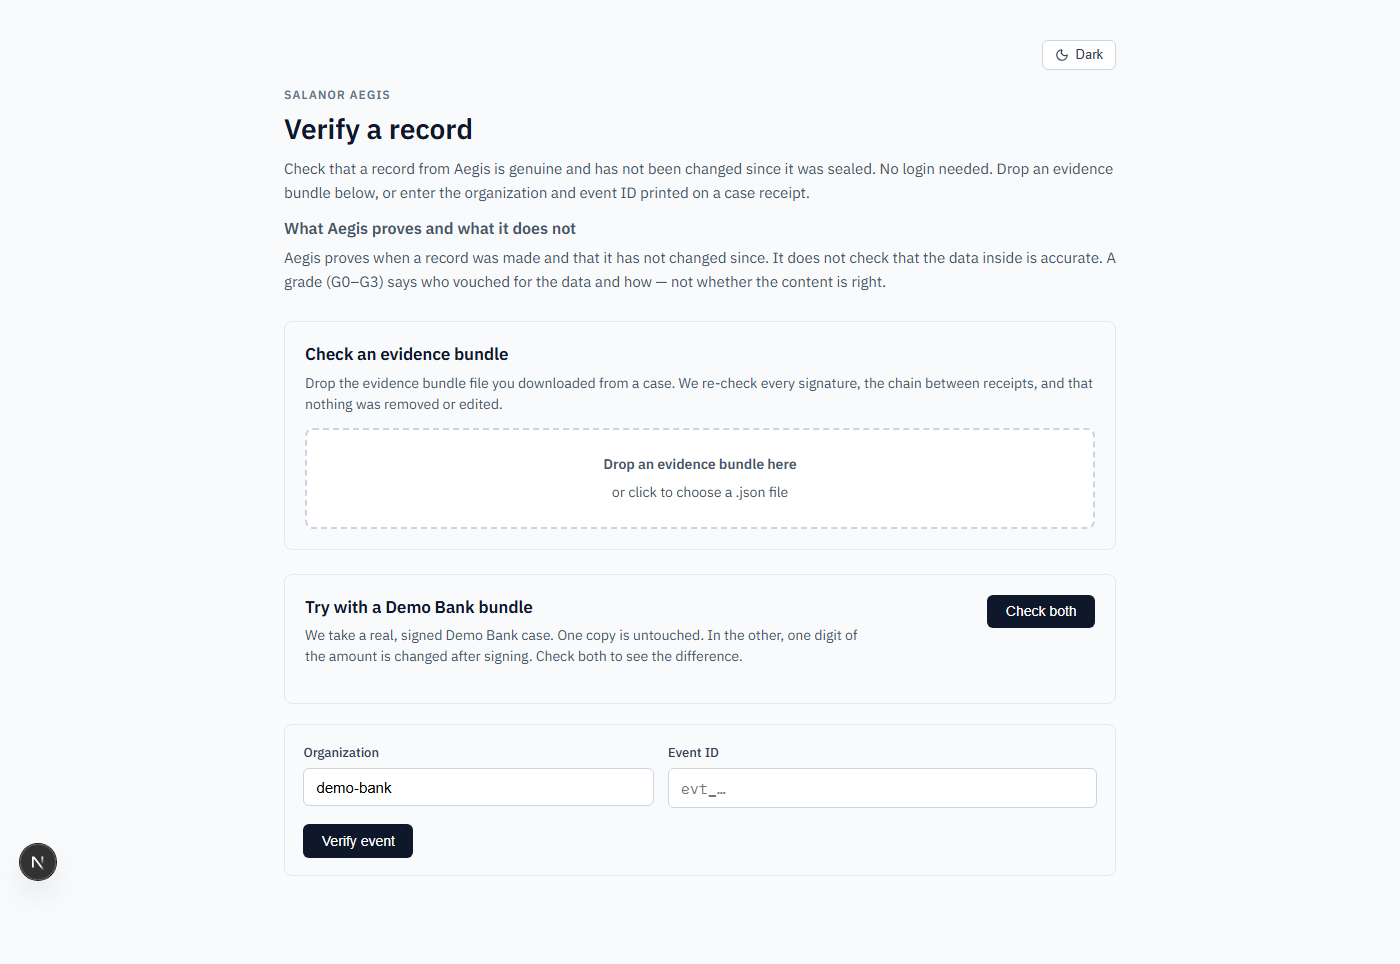 Dark
SALANOR AEGIS
Verify a record
Check that a record from Aegis is genuine and has not been changed since it was sealed. No login needed. Drop an evidence
bundle below, or enter the organization and event ID printed on a case receipt.
What Aegis proves and what it does not
Aegis proves when a record was made and that it has not changed since. It does not check that the data inside is accurate. A
grade (G0–G3) says who vouched for the data and how — not whether the content is right.
Check an evidence bundle
Drop the evidence bundle file you downloaded from a case. We re-check every signature, the chain between receipts, and that
nothing was removed or edited.
Drop an evidence bundle here
or click to choose a .json file
Try with a Demo Bank bundle
Check both
We take a real, signed Demo Bank case. One copy is untouched. In the other, one digit of
the amount is changed after signing. Check both to see the difference.
Organization
Event ID
demo-bank
evt_…
Verify event
N